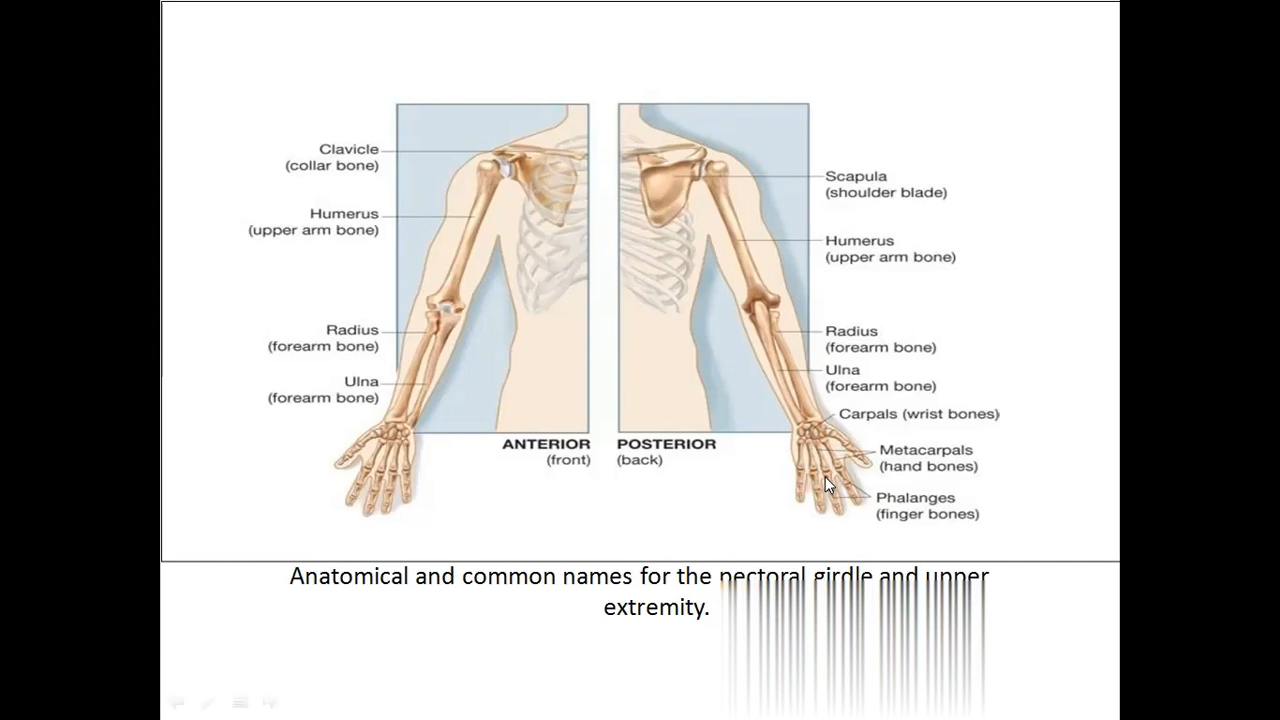 Clavicle
(collar bone)
Humerus
(upper arm bone)
Radius
(forearm bone)
Ulna
(forearm bone)
ANTERIOR
(front)
POSTERIOR
(back)
Scapula
(shoulder blade)
Humerus
(upper arm bone)
Radius
(forearm bone)
Ulna
(forearm bone)
Carpals (wrist bones)
Metacarpals
(hand bones)
Phalanges
(finger bones)
Anatomical and common names for the pectoral girdle and upper
extremity.